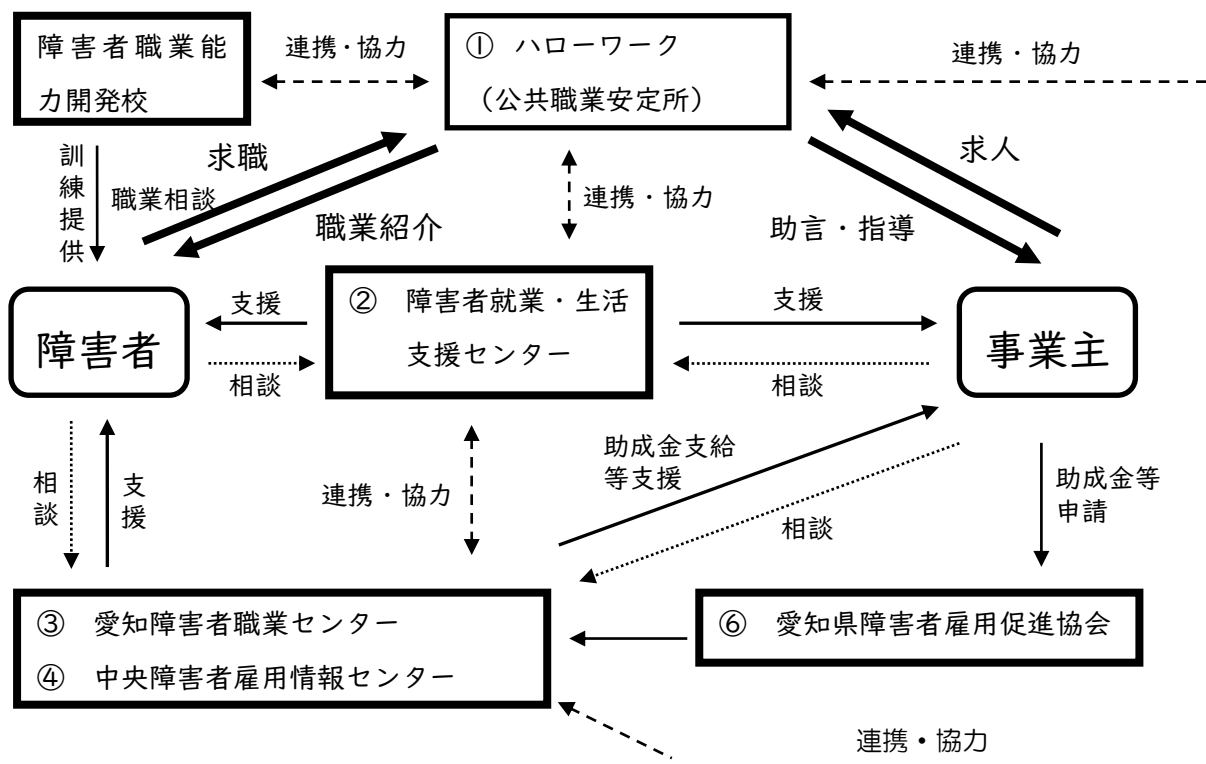 障害者職業能
力開発校
連携・協力
① ハローワーク
(公共職業安定所)
連携・協力
訓練提供
求職
職業相談
職業紹介
連携・協力
求人
助言・指導
障害者
支援
相談
② 障害者就業・生活
支援センター
支援
相談
事業主
相談
支援
連携・協力
助成金支給
等支援
相談
助成金等
申請
③ 愛知障害者職業センター
④ 中央障害者雇用情報センター
⑥ 愛知県障害者雇用促進協会
連携・協力